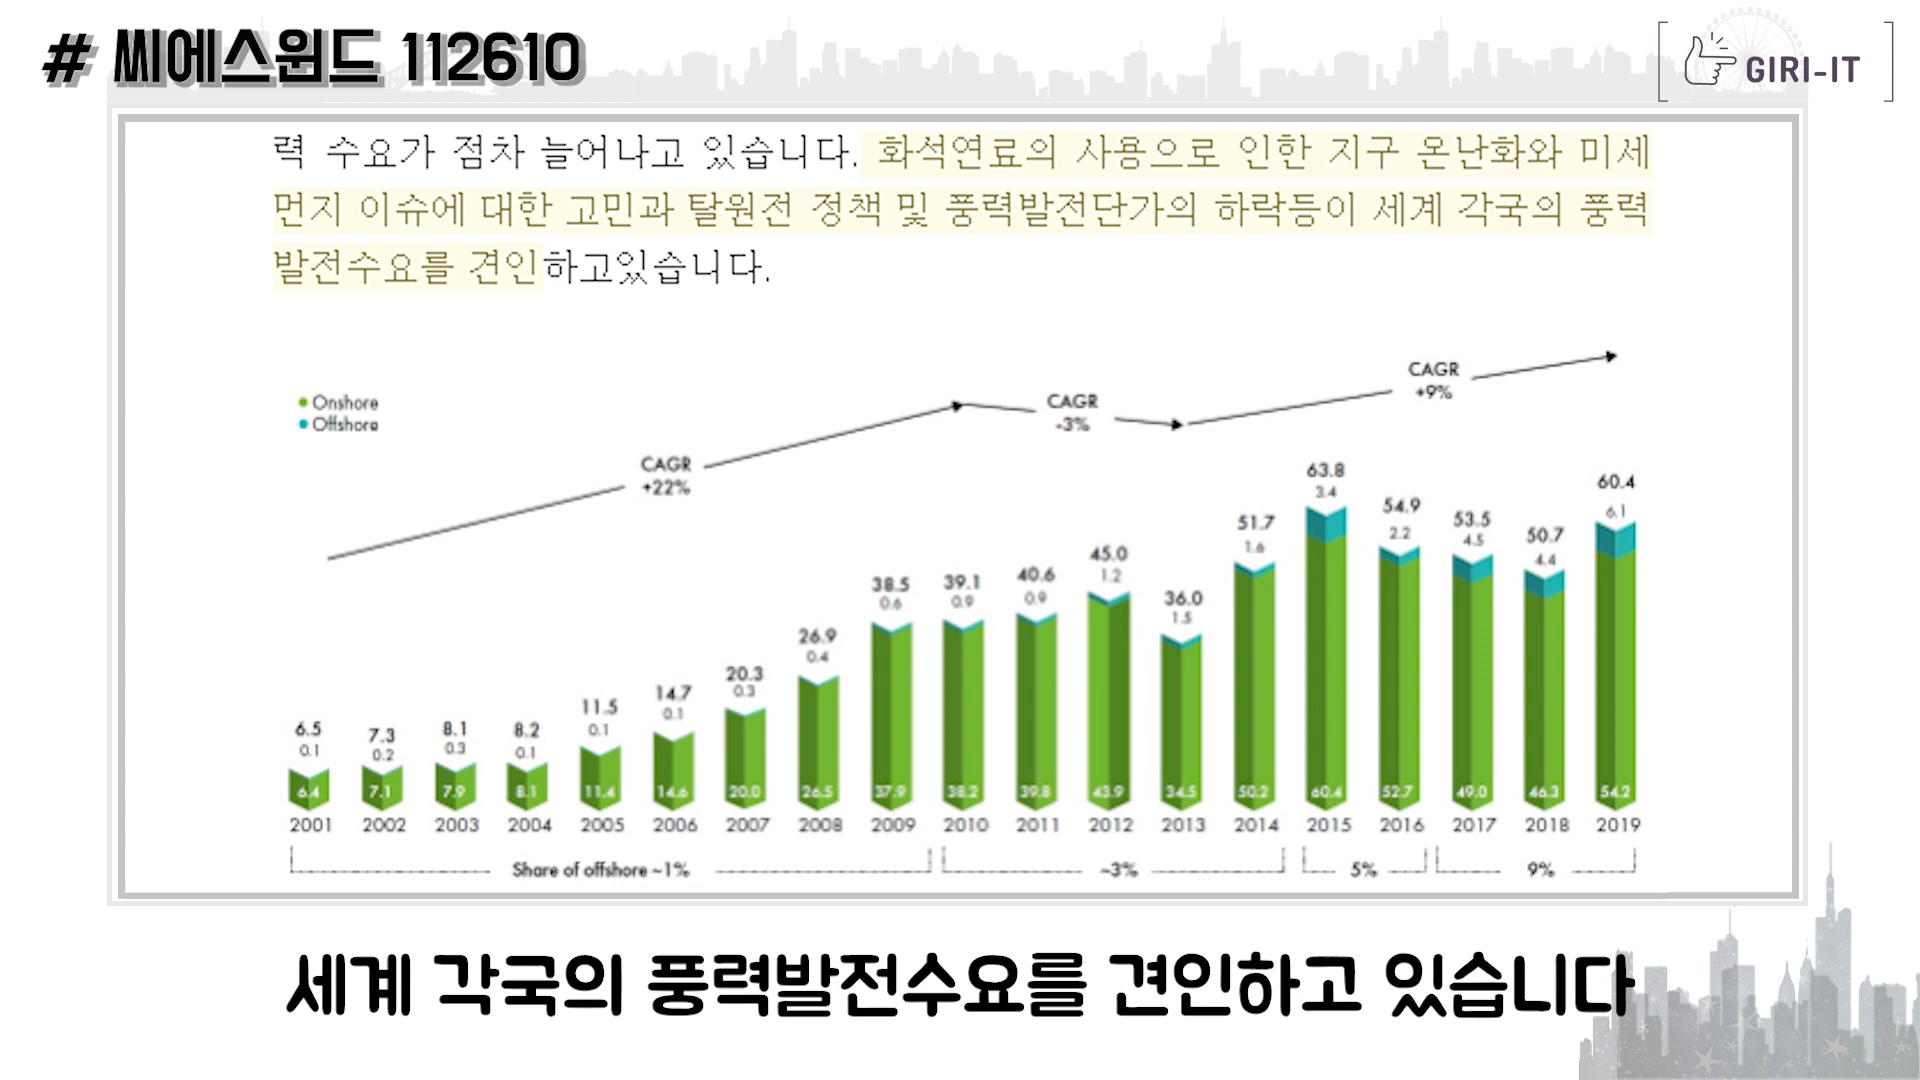 # 씨에스윈드 112610
GIRI-IT
력 수요가 점차 늘어나고 있습니다. 화석연료의 사용으로 인한 지구 온난화와 미세
먼지 이슈에 대한 고민과 탈원전 정책 및 풍력발전단가의 하락등이 세계 각국의 풍력
발전수요를 견인하고있습니다.
Onshore
Offshore
CAGR +22%
CAGR -3%
CAGR +9%
6.5 7.3 8.1 8.2 11.5 14.7 20.3 26.9 38.5 39.1 40.6 45.0 36.0 51.7 63.8 54.9 53.5 50.7 60.4
0.1 0.2 0.3 0.1 0.1 0.1 0.3 0.4 0.6 0.9 0.9 1.2 1.5 1.6 3.4 2.2 4.5 4.4 6.1
6.4 7.1 7.9 8.1 11.4 14.6 20.0 26.5 37.9 38.2 39.8 43.9 34.5 50.2 60.4 52.7 49.0 46.3 54.2
2001 2002 2003 2004 2005 2006 2007 2008 2009 2010 2011 2012 2013 2014 2015 2016 2017 2018 2019
Share of offshore ~1% ~3% 5% 9%
세계 각국의 풍력발전수요를 견인하고 있습니다